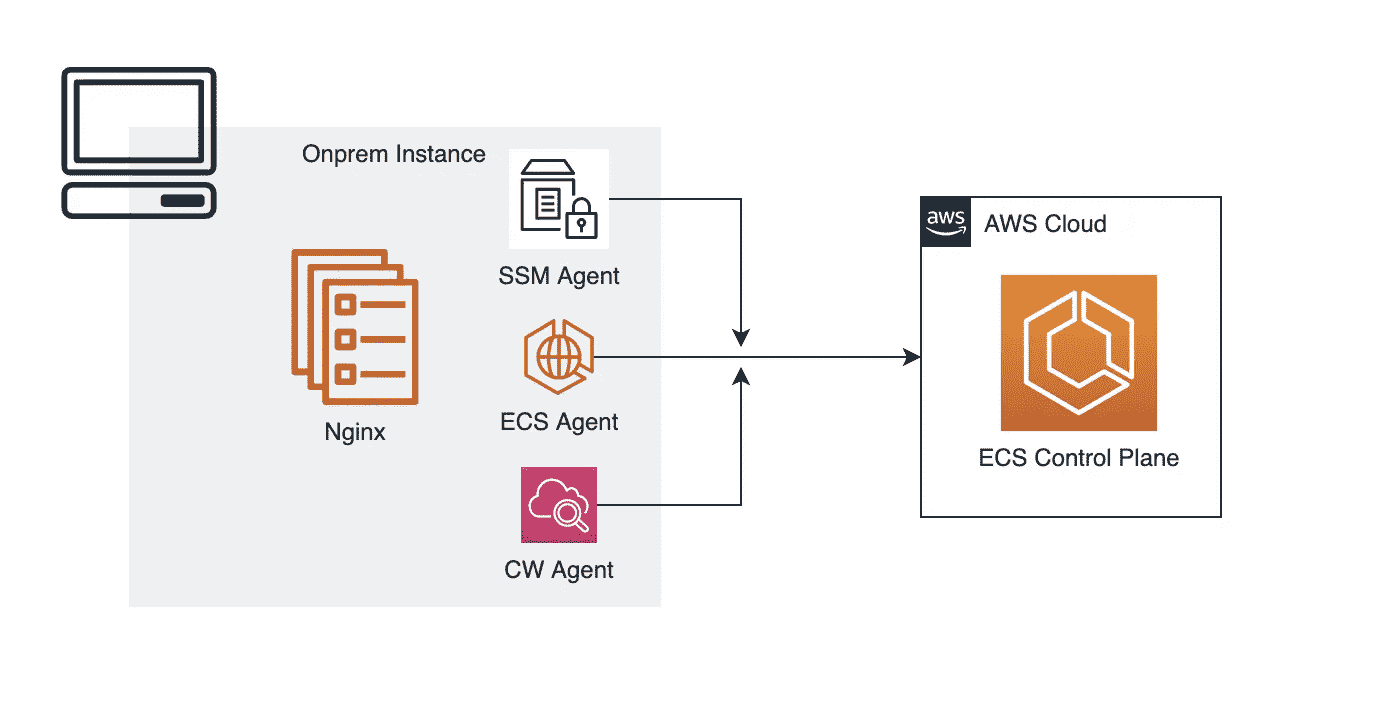 Onprem Instance
SSM Agent
Nginx
ECS Agent
CW Agent
aws
AWS Cloud
ECS Control Plane